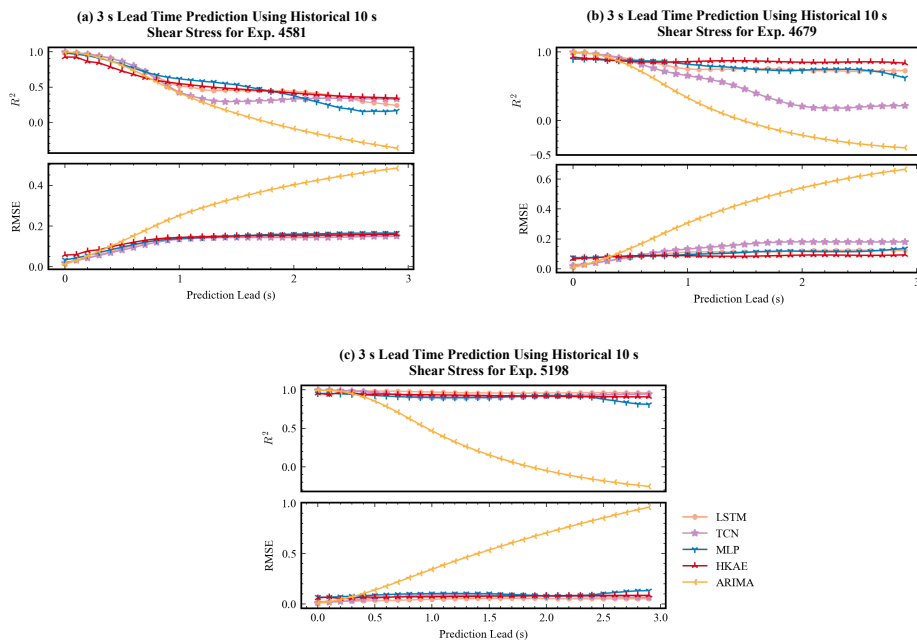 (a) 3 s Lead Time Prediction Using Historical 10 s
Shear Stress for Exp. 4581
1.0
0.5
0.0
R²
0.4
0.2
0.0
RMSE
0 1 2 3
Prediction Lead (s)
(b) 3 s Lead Time Prediction Using Historical 10 s
Shear Stress for Exp. 4679
1.0
0.5
0.0
−0.5
R²
0.6
0.4
0.2
0.0
RMSE
0 1 2 3
Prediction Lead (s)
(c) 3 s Lead Time Prediction Using Historical 10 s
Shear Stress for Exp. 5198
1.0
0.5
0.0
R²
1.0
0.5
0.0
RMSE
0.0 0.5 1.0 1.5 2.0 2.5 3.0
Prediction Lead (s)
LSTM
TCN
MLP
HKAE
ARIMA